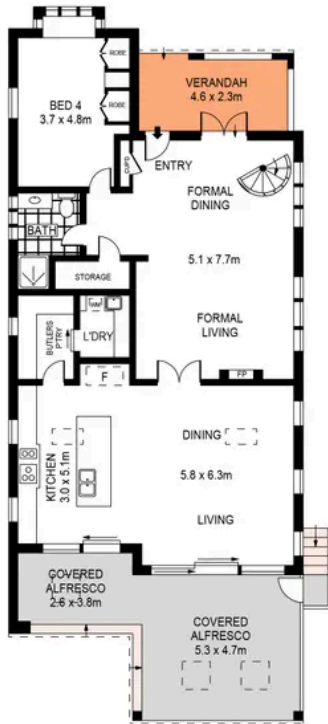 ROBE
BED 4
3.7 x 4.8m
ROBE
VERANDAH
4.6 x 2.3m
CUP'D
ENTRY
FORMAL
DINING
BATH
5.1 x 7.7m
STORAGE
BUTLERS
PTRY
L'DRY
FORMAL
LIVING
FP
F
KITCHEN
3.0 x 5.1m
DINING
5.8 x 6.3m
LIVING
COVERED
ALFRESCO
2.6 x 3.8m
COVERED
ALFRESCO
5.3 x 4.7m